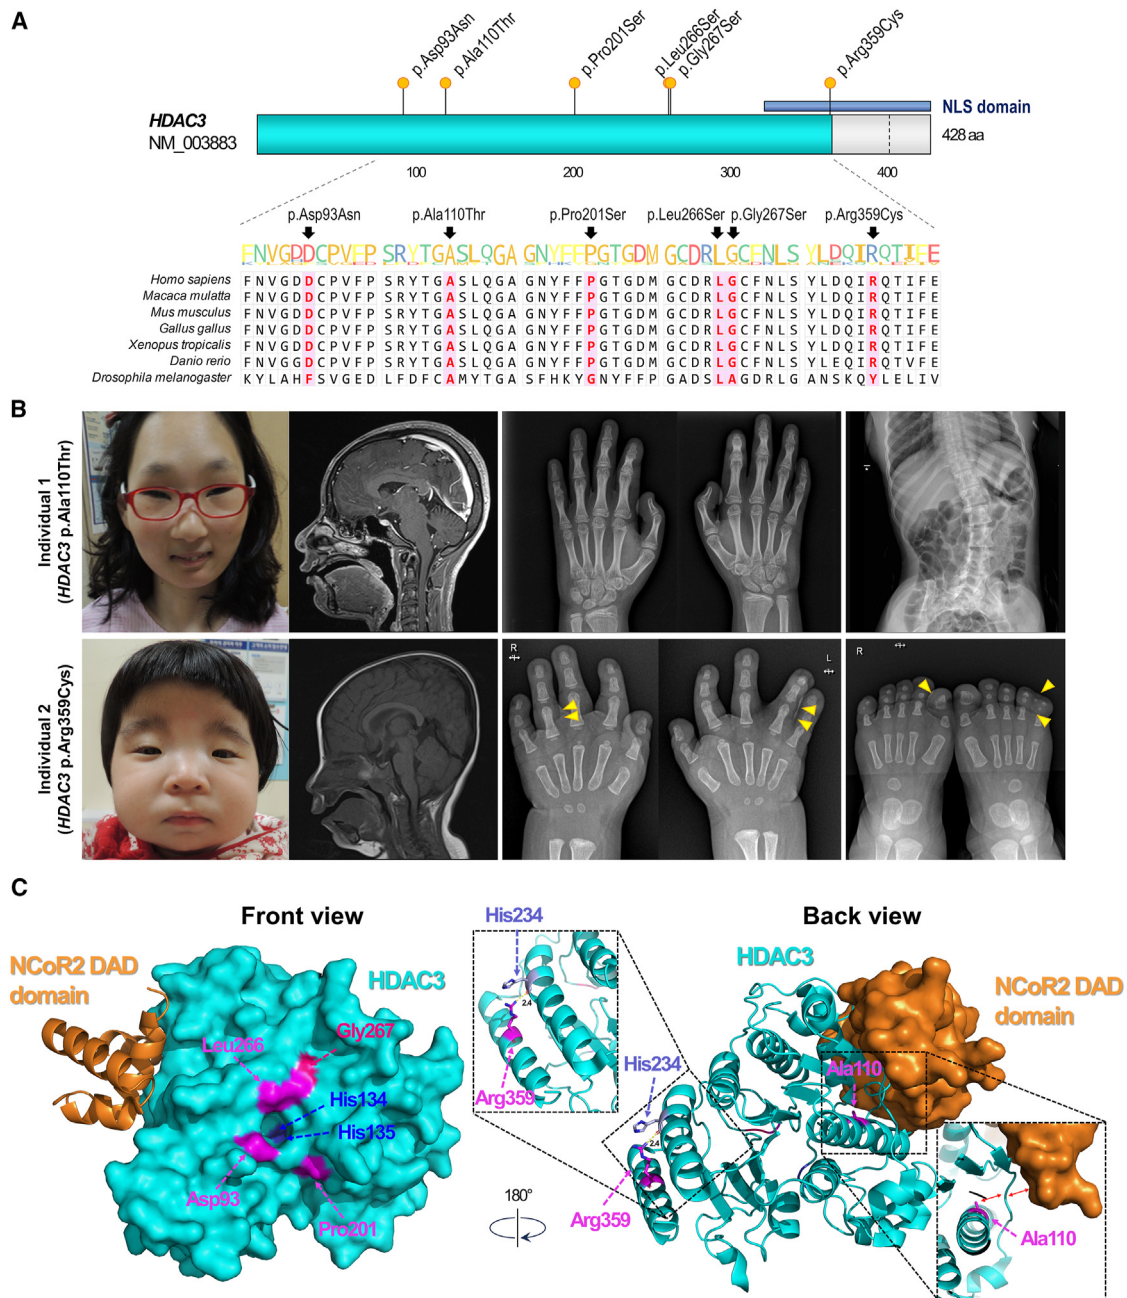 A
p.Asp93Asn
p.Ala110Thr
p.Pro201Ser
p.Leu266Ser
p.Gly267Ser
p.Arg359Cys
NLS domain
HDAC3
NM_003883
428 aa
100 200 300 400
p.Asp93Asn p.Ala110Thr p.Pro201Ser p.Leu266Ser p.Gly267Ser p.Arg359Cys
FNVGDDCPVFP SRYTGASLQGA GNYFFPGTGDM GCDRLGCFNLS YLDQIRQTIFE
Homo sapiens FNVGDDCPVFP SRYTGASLQGA GNYFFPGTGDM GCDRLGCFNLS YLDQIRQTIFE
Macaca mulatta FNVGDDCPVFP SRYTGASLQGA GNYFFPGTGDM GCDRLGCFNLS YLDQIRQTIFE
Mus musculus FNVGDDCPVFP SRYTGASLQGA GNYFFPGTGDM GCDRLGCFNLS YLDQIRQTIFE
Gallus gallus FNVGDDCPVFP SRYTGASLQGA GNYFFPGTGDM GCDRLGCFNLS YLDQIRQTIFE
Xenopus tropicalis FNVGDDCPVFP SRYTGASLQGA GNYFFPGTGDM GCDRLGCFNLS YLDQIRQTIFE
Danio rerio FNVGGDCPVFP SRYTGASLQGA GNYFFPGTGDM GCDRLGCFNLS YLEQIRQTVFE
Drosophila melanogaster KYLAHFSVGED LFDFCAMYTGA SFHKYGNYFFP GADSLAGDRLG ANSKQYLELIV
B
Individual 1
(HDAC3 p.Ala110Thr)
Individual 2
(HDAC3 p.Arg359Cys)
R
L
R
C
Front view
Back view
NCoR2 DAD
domain
HDAC3
Leu266
Gly267
His134
His135
Asp93
Pro201
180°
His234
2.4
Arg359
HDAC3
NCoR2 DAD
domain
His234
2.4
Arg359
Ala110
Ala110